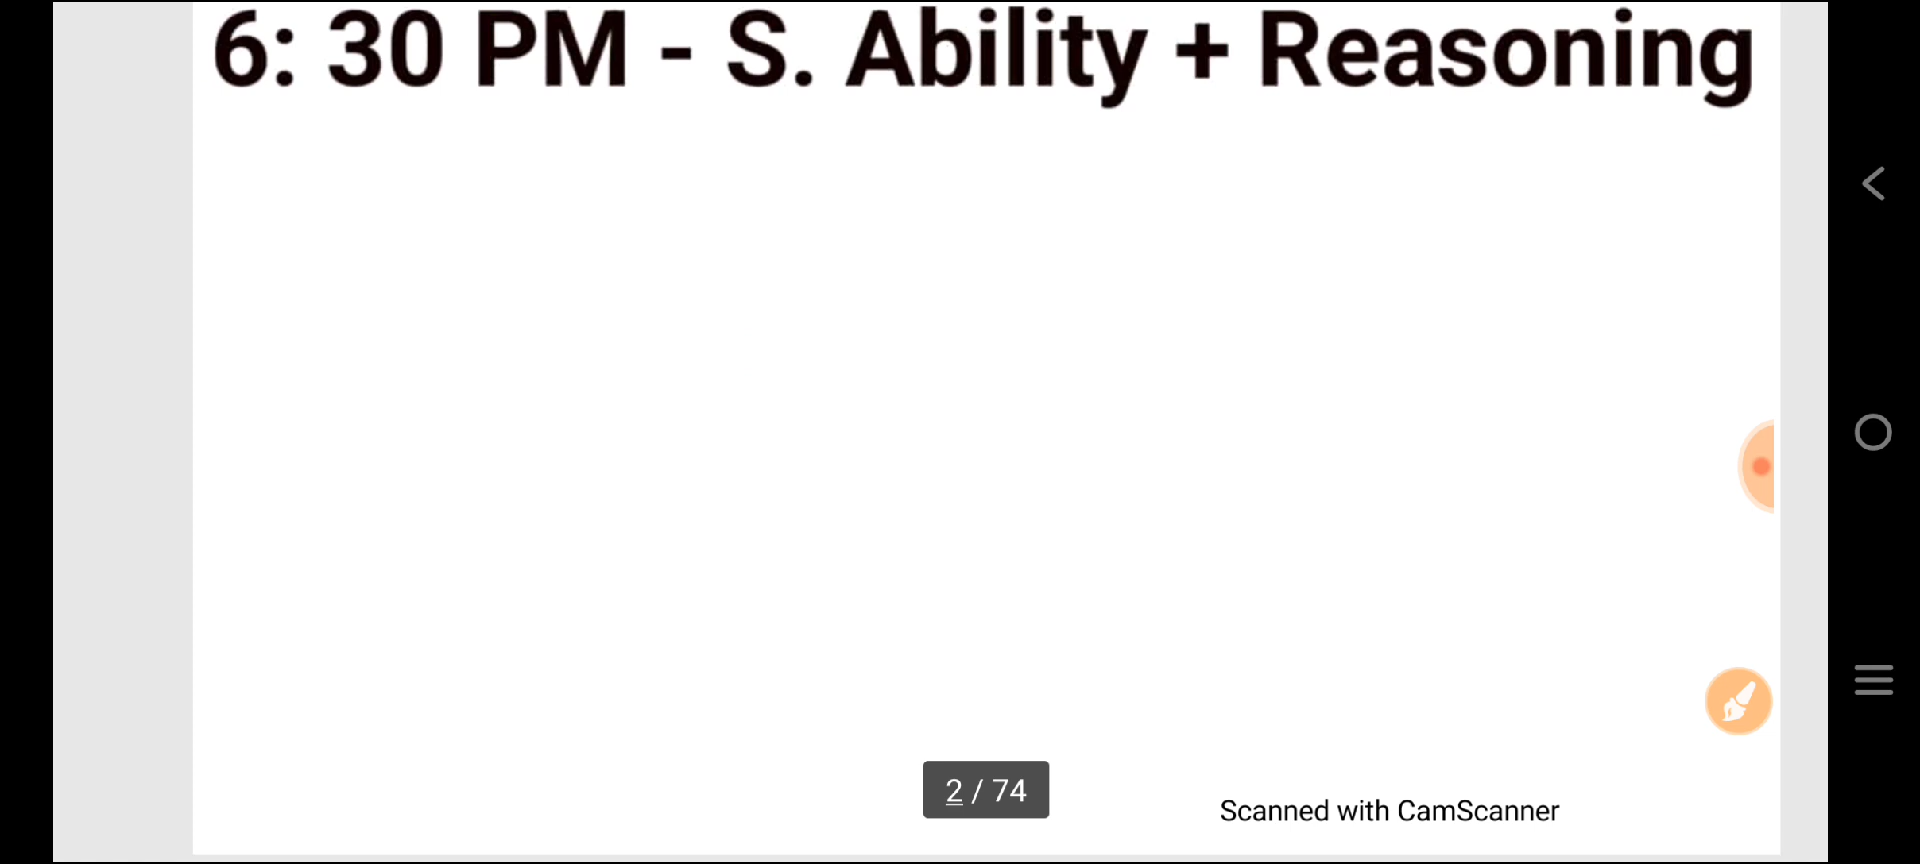 6: 30 PM - S. Ability + Reasoning
2 / 74
Scanned with CamScanner